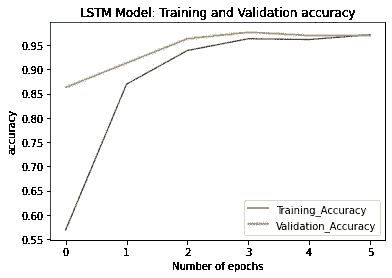 LSTM Model: Training and Validation accuracy
accuracy
0.95
0.90
0.85
0.80
0.75
0.70
0.65
0.60
0.55
Training_Accuracy
Validation_Accuracy
0 1 2 3 4 5
Number of epochs